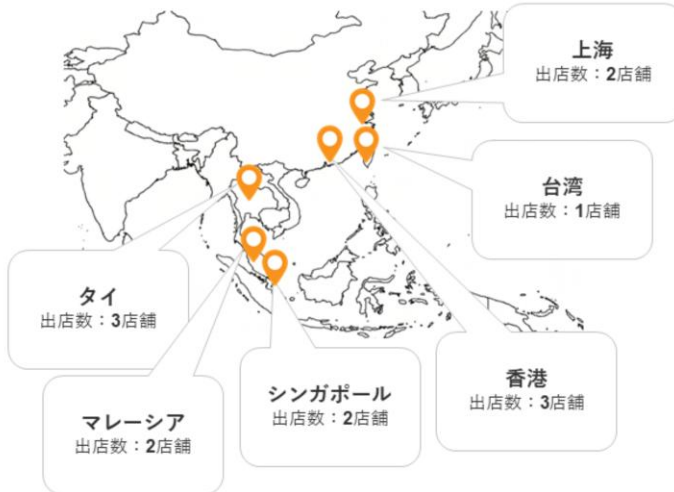 上海
出店数：2店舗
台湾
出店数：1店舗
タイ
出店数：3店舗
香港
出店数：3店舗
シンガポール
出店数：2店舗
マレーシア
出店数：2店舗